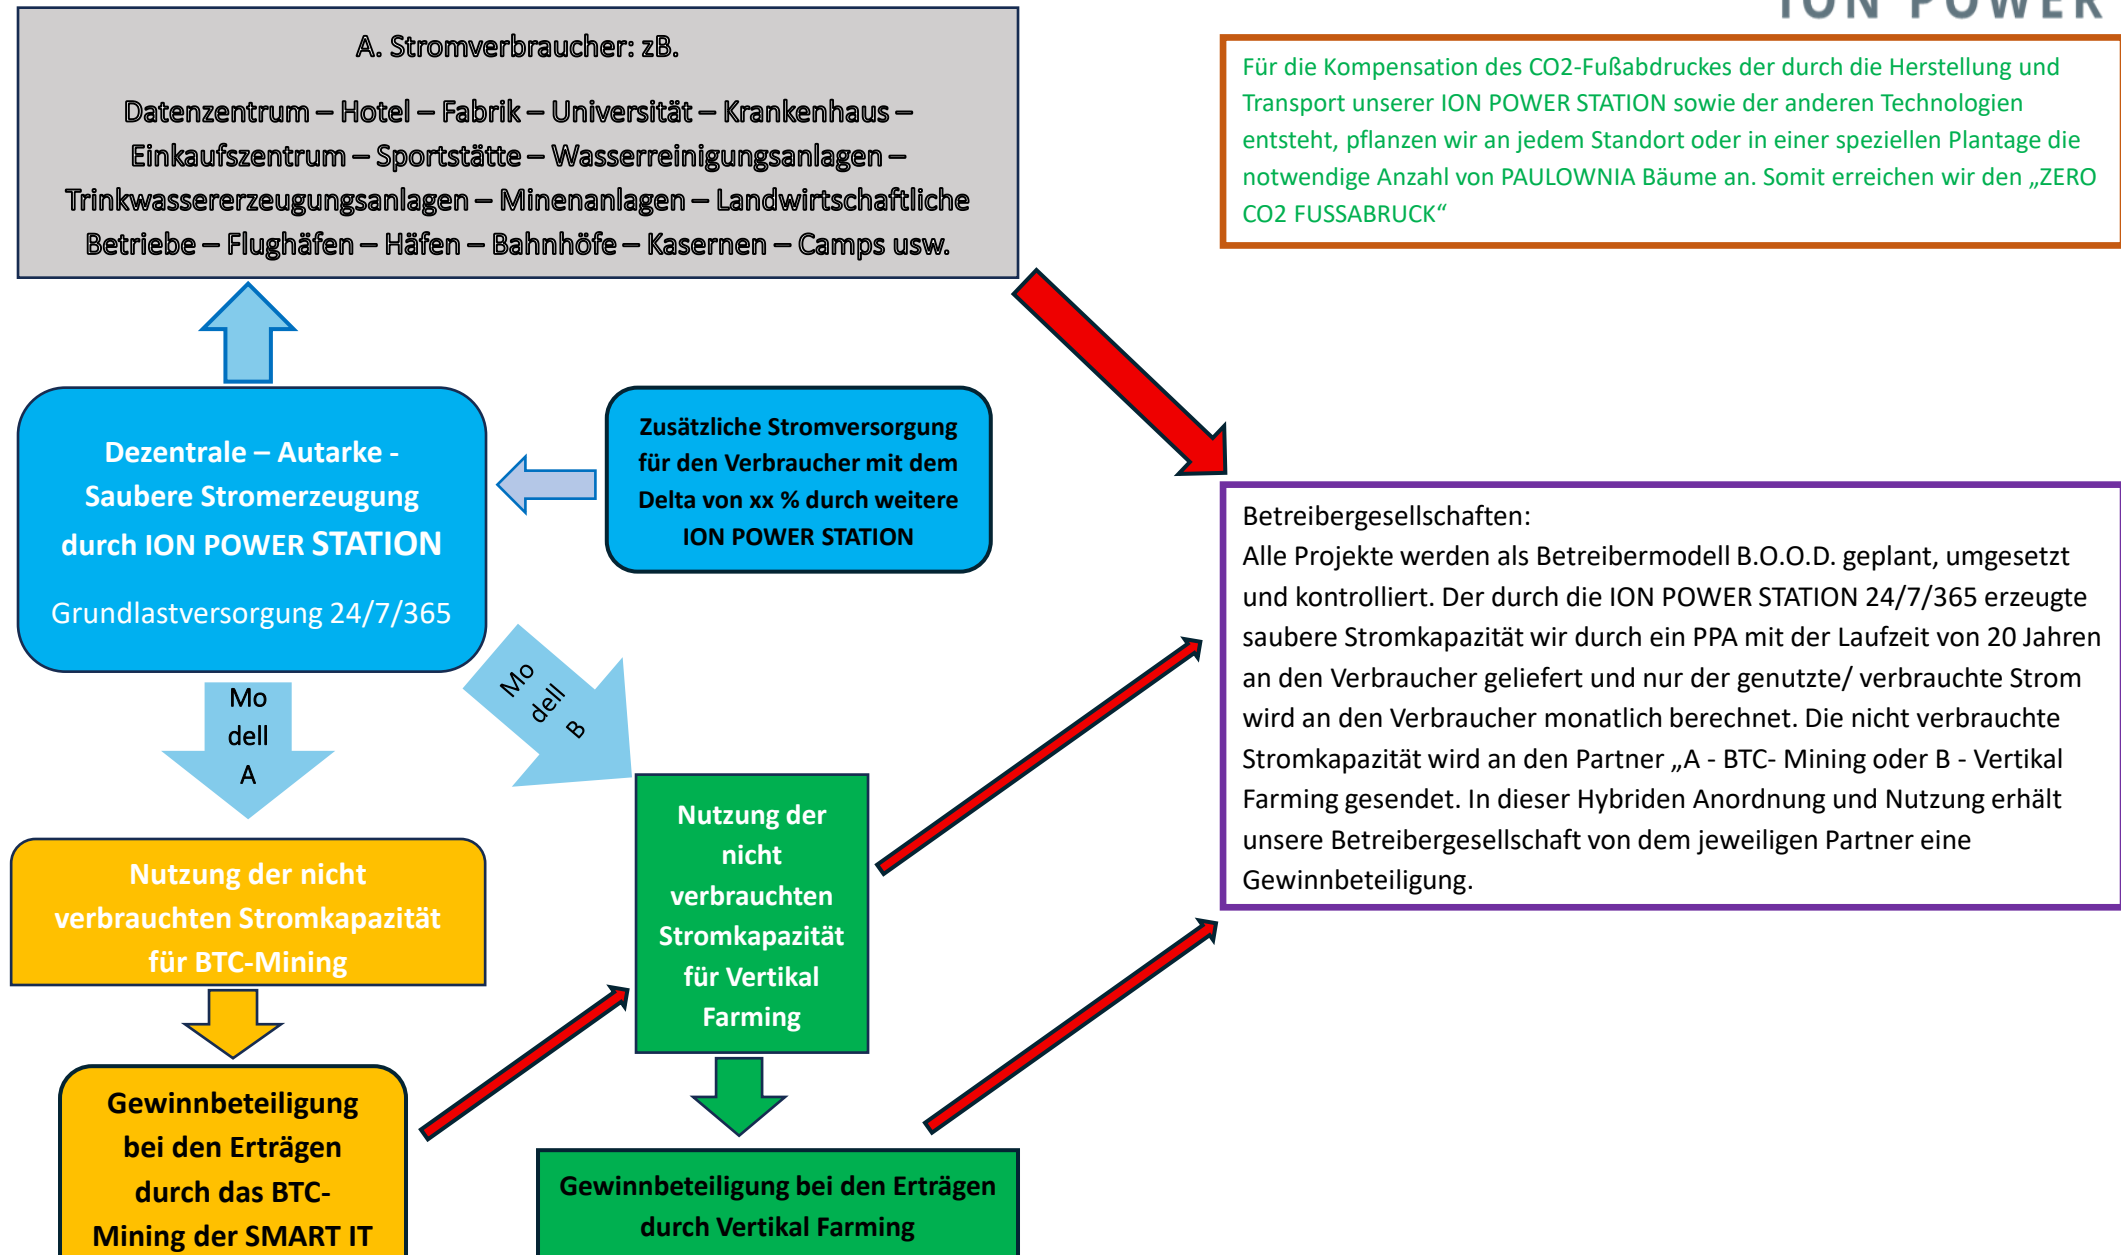 ION POWER
A. Stromverbraucher: zB.
Datenzentrum – Hotel – Fabrik – Universität – Krankenhaus –
Einkaufszentrum – Sportstätte – Wasserreinigungsanlagen –
Trinkwassererzeugungsanlagen – Minenanlagen – Landwirtschaftliche
Betriebe – Flughäfen – Häfen – Bahnhöfe – Kasernen – Camps usw.
Für die Kompensation des CO2-Fußabdruckes der durch die Herstellung und
Transport unserer ION POWER STATION sowie der anderen Technologien
entsteht, pflanzen wir an jedem Standort oder in einer speziellen Plantage die
notwendige Anzahl von PAULOWNIA Bäume an. Somit erreichen wir den „ZERO
CO2 FUSSABRUCK“
Dezentrale – Autarke -
Saubere Stromerzeugung
durch ION POWER STATION
Grundlastversorgung 24/7/365
Zusätzliche Stromversorgung
für den Verbraucher mit dem
Delta von xx % durch weitere
ION POWER STATION
Betreibergesellschaften:
Alle Projekte werden als Betreibermodell B.O.O.D. geplant, umgesetzt
und kontrolliert. Der durch die ION POWER STATION 24/7/365 erzeugte
saubere Stromkapazität wir durch ein PPA mit der Laufzeit von 20 Jahren
an den Verbraucher geliefert und nur der genutzte/ verbrauchte Strom
wird an den Verbraucher monatlich berechnet. Die nicht verbrauchte
Stromkapazität wird an den Partner „A - BTC- Mining oder B - Vertikal
Farming gesendet. In dieser Hybriden Anordnung und Nutzung erhält
unsere Betreibergesellschaft von dem jeweiligen Partner eine
Gewinnbeteiligung.
Mo
dell
A
Mo
dell
B
Nutzung der nicht
verbrauchten Stromkapazität
für BTC-Mining
Nutzung der
nicht
verbrauchten
Stromkapazität
für Vertikal
Farming
Gewinnbeteiligung
bei den Erträgen
durch das BTC-
Mining der SMART IT
Gewinnbeteiligung bei den Erträgen
durch Vertikal Farming